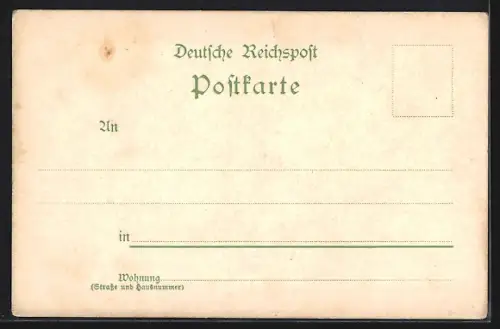 Deutſche Reichspoſt
Poſtkarte
An
in
Wohnung
(Straße und Hausnummer)